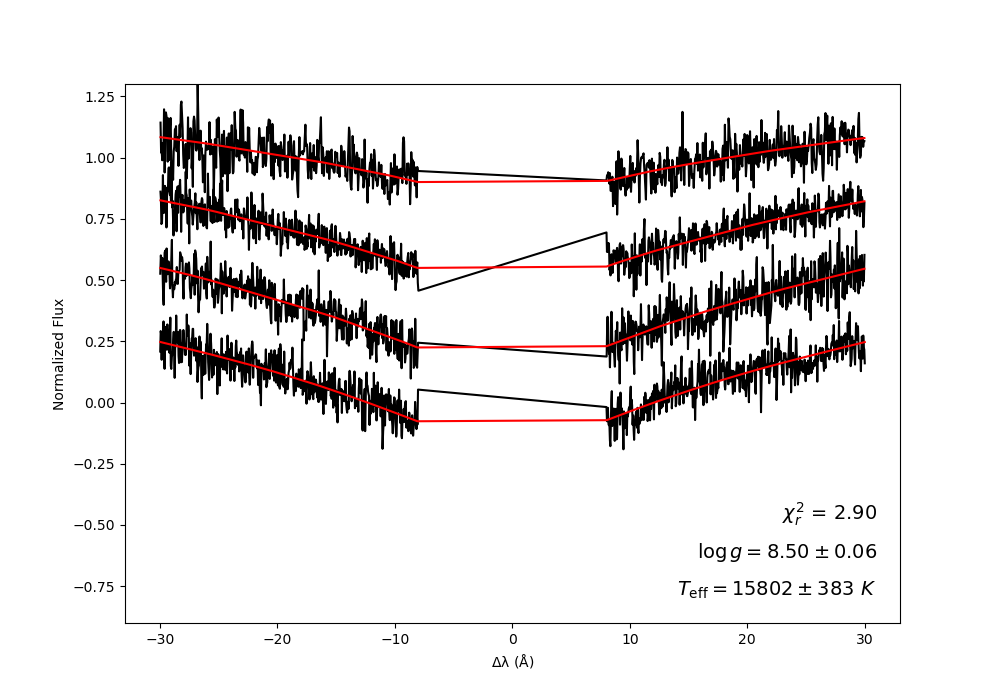 Normalized Flux
1.25
1.00
0.75
0.50
0.25
0.00
−0.25
−0.50
−0.75
χ²ᵣ = 2.90
log g = 8.50 ± 0.06
T_eff = 15802 ± 383 K
−30 −20 −10 0 10 20 30
Δλ (Å)